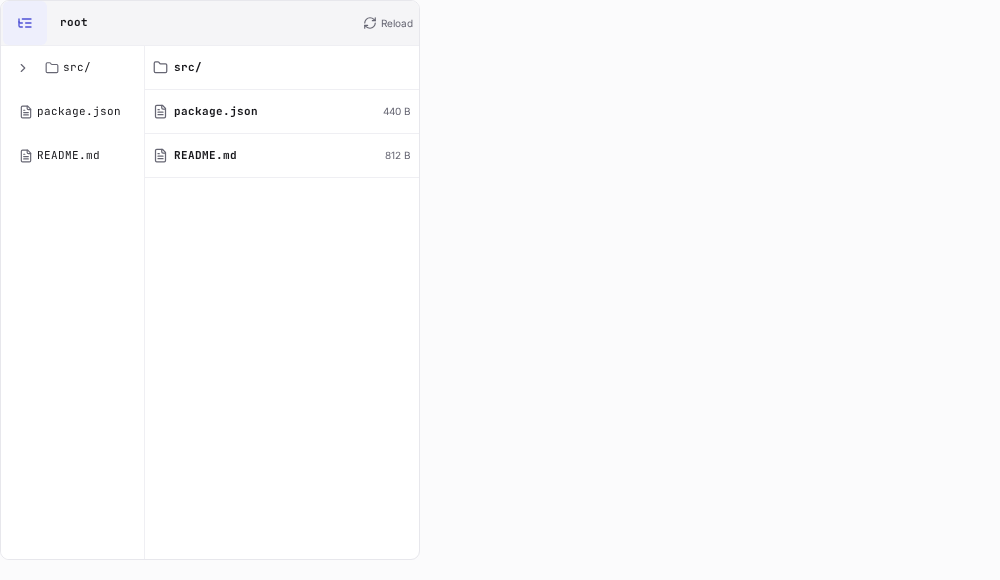 root
Reload
src/
package.json
README.md
src/
package.json 440 B
README.md 812 B